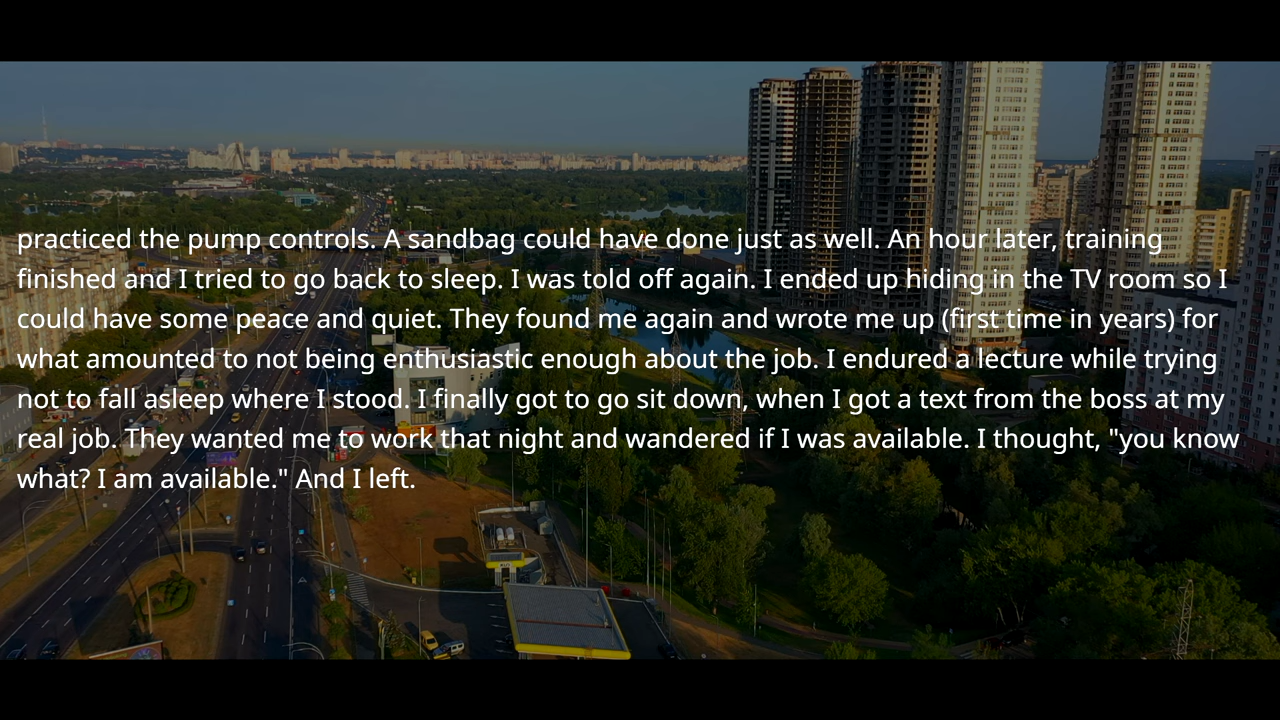 practiced the pump controls. A sandbag could have done just as well. An hour later, training
finished and I tried to go back to sleep. I was told off again. I ended up hiding in the TV room so I
could have some peace and quiet. They found me again and wrote me up (first time in years) for
what amounted to not being enthusiastic enough about the job. I endured a lecture while trying
not to fall asleep where I stood. I finally got to go sit down, when I got a text from the boss at my
real job. They wanted me to work that night and wandered if I was available. I thought, "you know
what? I am available." And I left.